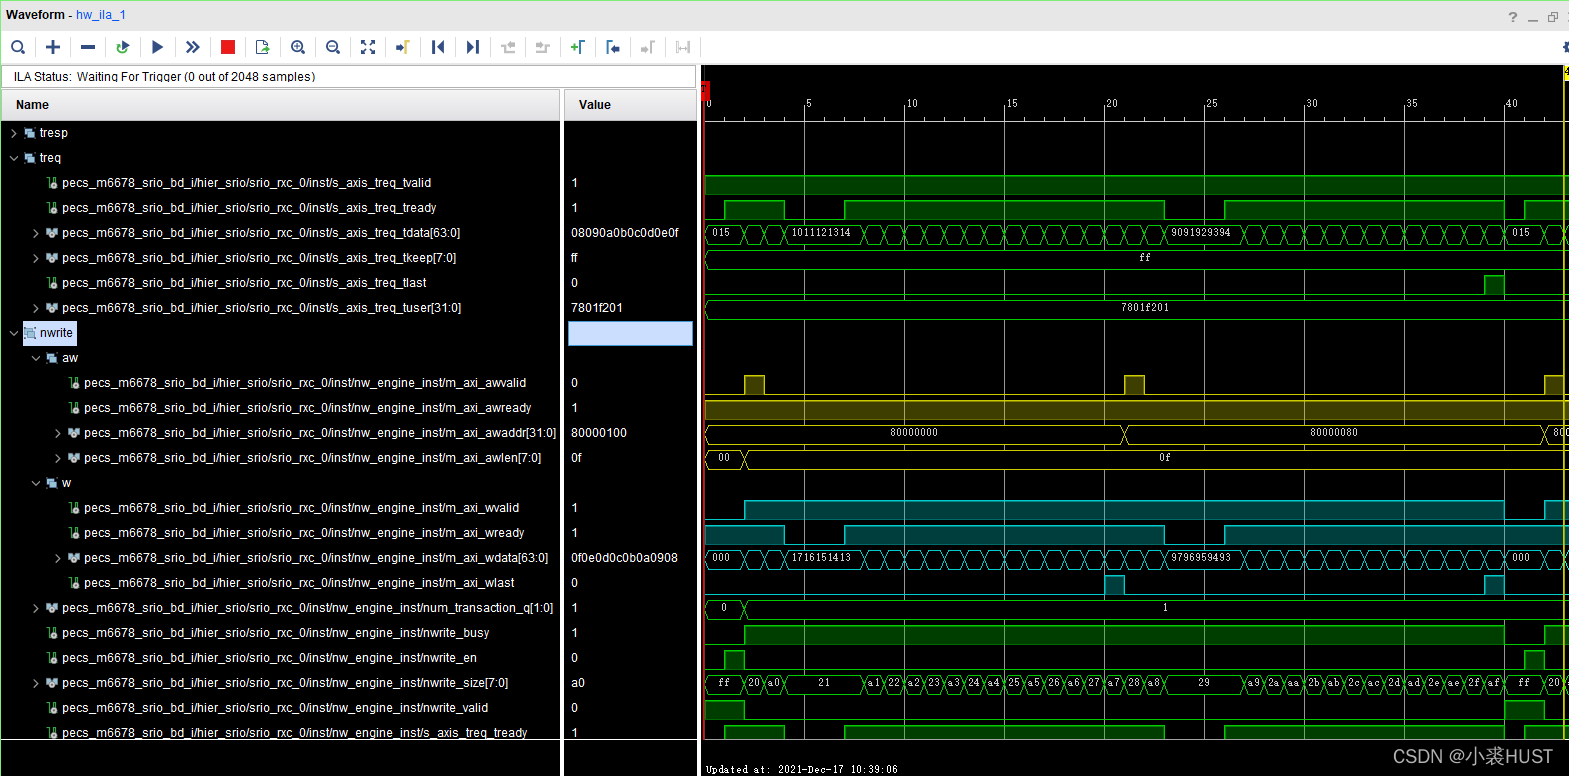 Waveform - hw_ila_1
ILA Status: Waiting For Trigger (0 out of 2048 samples)
Name Value
0 5 10 15 20 25 30 35 40
tresp
treq
pecs_m6678_srio_bd_i/hier_srio/srio_rxc_0/inst/s_axis_treq_tvalid 1
pecs_m6678_srio_bd_i/hier_srio/srio_rxc_0/inst/s_axis_treq_tready 1
pecs_m6678_srio_bd_i/hier_srio/srio_rxc_0/inst/s_axis_treq_tdata[63:0] 08090a0b0c0d0e0f 015 1011121314 9091929394 015
pecs_m6678_srio_bd_i/hier_srio/srio_rxc_0/inst/s_axis_treq_tkeep[7:0] ff ff
pecs_m6678_srio_bd_i/hier_srio/srio_rxc_0/inst/s_axis_treq_tlast 0
pecs_m6678_srio_bd_i/hier_srio/srio_rxc_0/inst/s_axis_treq_tuser[31:0] 7801f201 7801f201
nwrite
aw
pecs_m6678_srio_bd_i/hier_srio/srio_rxc_0/inst/nw_engine_inst/m_axi_awvalid 0
pecs_m6678_srio_bd_i/hier_srio/srio_rxc_0/inst/nw_engine_inst/m_axi_awready 1
pecs_m6678_srio_bd_i/hier_srio/srio_rxc_0/inst/nw_engine_inst/m_axi_awaddr[31:0] 80000100 80000000 80000080 800
pecs_m6678_srio_bd_i/hier_srio/srio_rxc_0/inst/nw_engine_inst/m_axi_awlen[7:0] 0f 00 0f
w
pecs_m6678_srio_bd_i/hier_srio/srio_rxc_0/inst/nw_engine_inst/m_axi_wvalid 1
pecs_m6678_srio_bd_i/hier_srio/srio_rxc_0/inst/nw_engine_inst/m_axi_wready 1
pecs_m6678_srio_bd_i/hier_srio/srio_rxc_0/inst/nw_engine_inst/m_axi_wdata[63:0] 0f0e0d0c0b0a0908 000 1716151413 9796959493 000
pecs_m6678_srio_bd_i/hier_srio/srio_rxc_0/inst/nw_engine_inst/m_axi_wlast 0
pecs_m6678_srio_bd_i/hier_srio/srio_rxc_0/inst/nw_engine_inst/num_transaction_q[1:0] 1 0 1
pecs_m6678_srio_bd_i/hier_srio/srio_rxc_0/inst/nw_engine_inst/nwrite_busy 1
pecs_m6678_srio_bd_i/hier_srio/srio_rxc_0/inst/nw_engine_inst/nwrite_en 0
pecs_m6678_srio_bd_i/hier_srio/srio_rxc_0/inst/nw_engine_inst/nwrite_size[7:0] a0 ff 20 a0 21 a1 22 a2 23 a3 24 a4 25 a5 26 a6 27 a7 28 a8 29 a9 2a aa 2b ab 2c ac 2d ad 2e ae 2f af ff 20
pecs_m6678_srio_bd_i/hier_srio/srio_rxc_0/inst/nw_engine_inst/nwrite_valid 0
pecs_m6678_srio_bd_i/hier_srio/srio_rxc_0/inst/nw_engine_inst/s_axis_treq_tready 1
Updated at: 2021-Dec-17 10:39:06
CSDN @小裘HUST